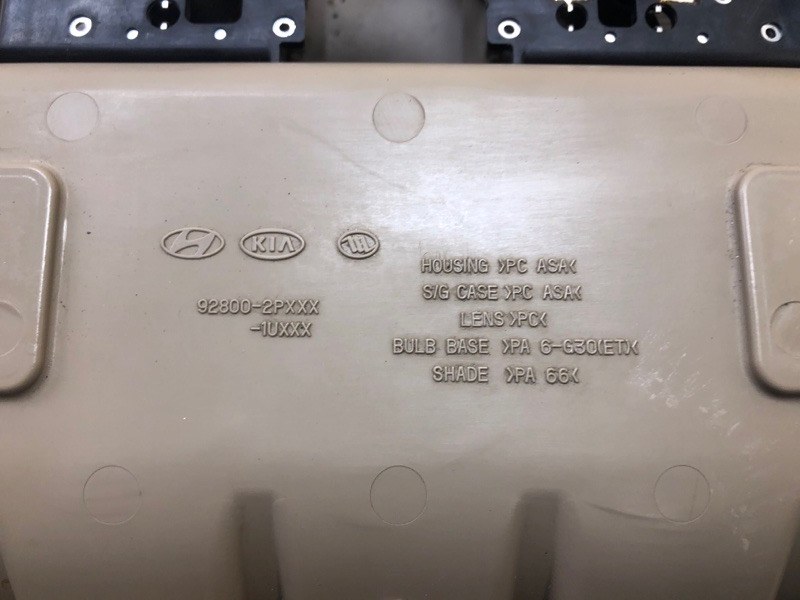 KIA
92800-2PXXX
-1UXXX
HOUSING >PC ASA<
S/G CASE >PC ASA<
LENS >PC<
BULB BASE >PA 6-G30(ET)<
SHADE >PA 66<